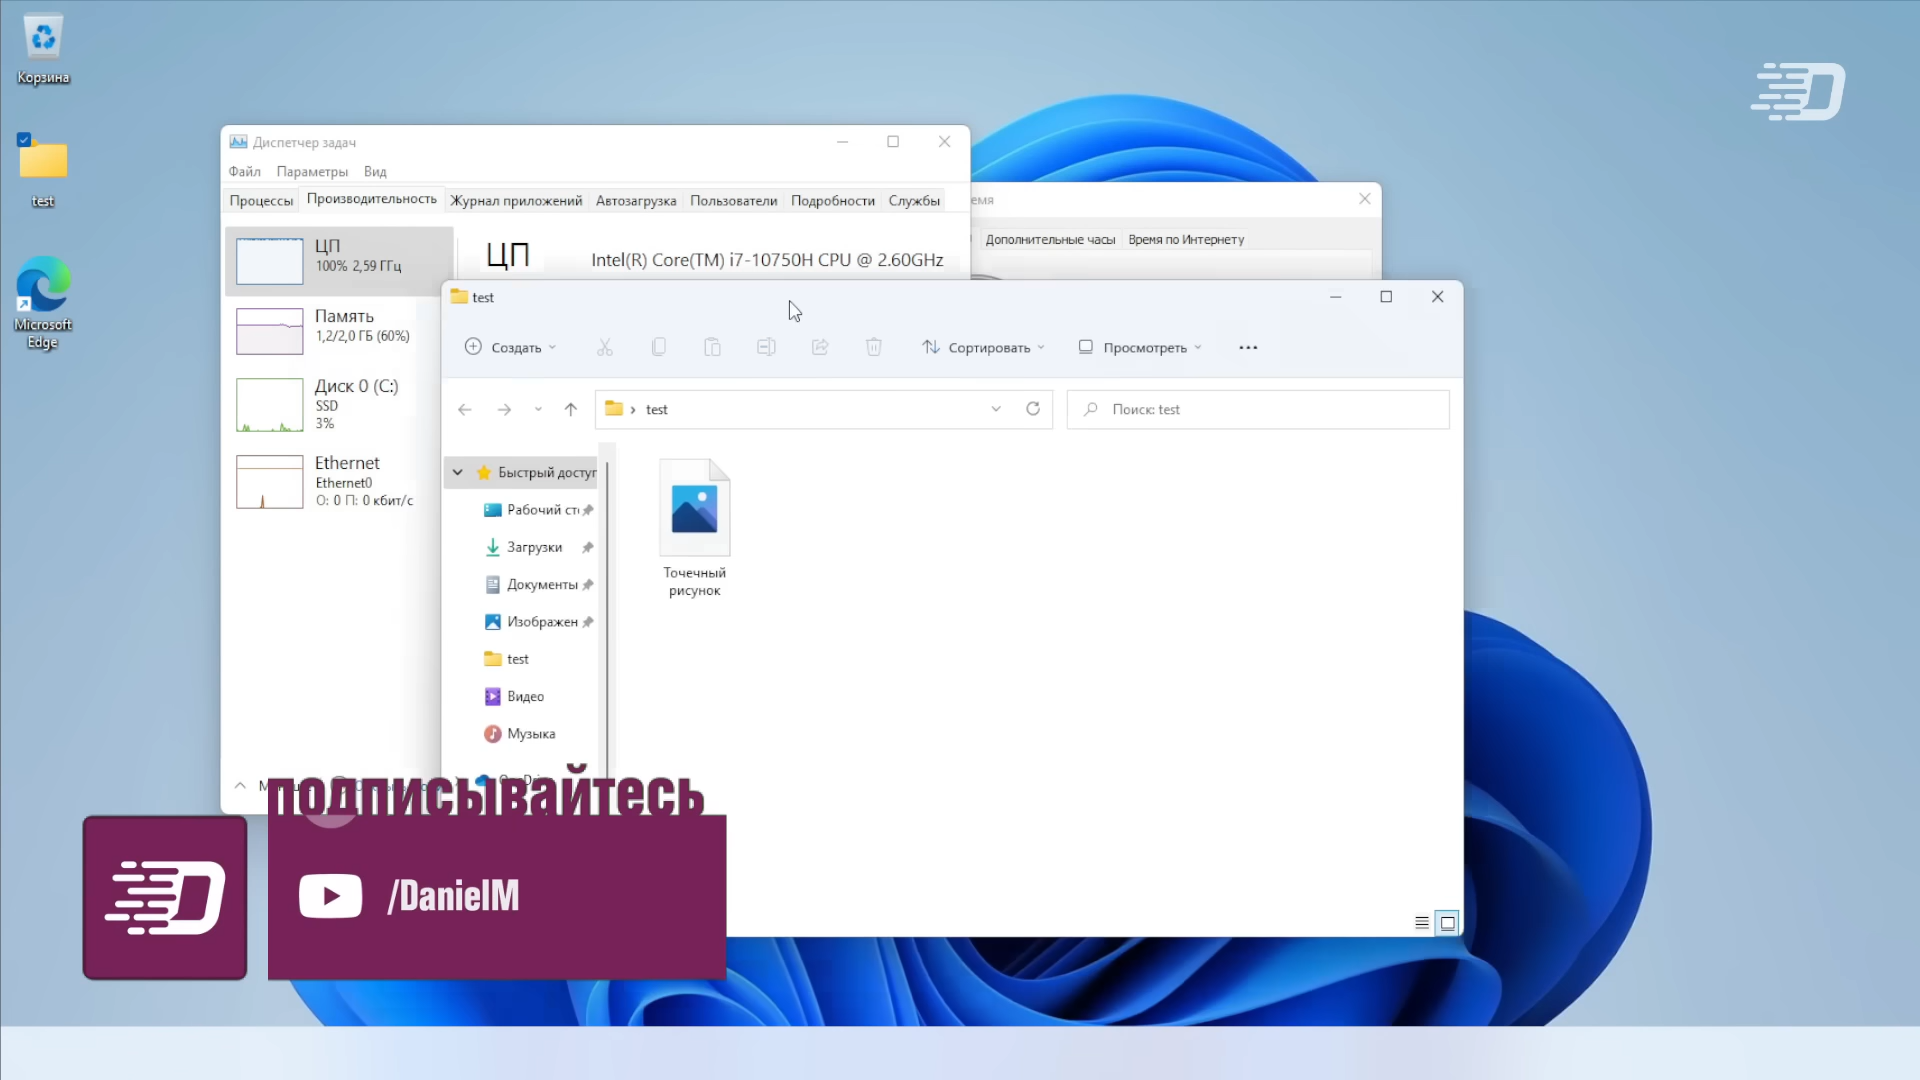 Корзина
test
Microsoft
Edge
Диспетчер задач
Файл Параметры Вид
Процессы Производительность Журнал приложений Автозагрузка Пользователи Подробности Службы
ЦП
100% 2,59 ГГц
Память
1,2/2,0 ГБ (60%)
Диск 0 (C:)
SSD
3%
Ethernet
Ethernet0
О: 0 П: 0 кбит/с
ЦП
Intel(R) Core(TM) i7-10750H CPU @ 2.60GHz
емя
Дополнительные часы Время по Интернету
test
Создать
Сортировать
Просмотреть
test
Поиск: test
Быстрый доступ
Рабочий сто
Загрузки
Документы
Изображен
test
Видео
Музыка
Точечный
рисунок
ПОДПИСЫВАЙТЕСЬ
/DanielM